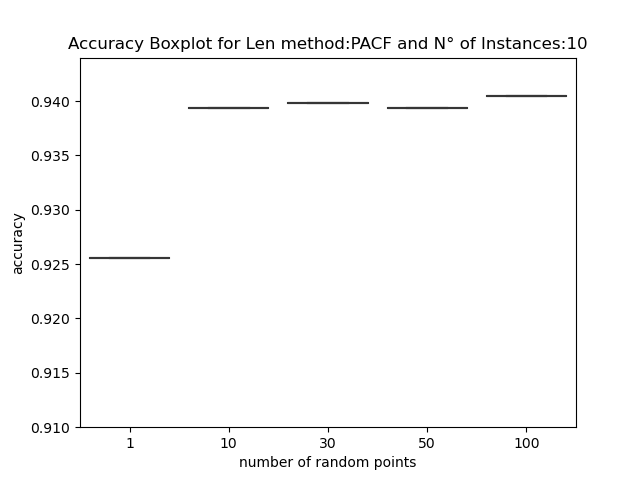 Accuracy Boxplot for Len method:PACF and N° of Instances:10
0.940
0.935
0.930
0.925
0.920
0.915
0.910
accuracy
1 10 30 50 100
number of random points